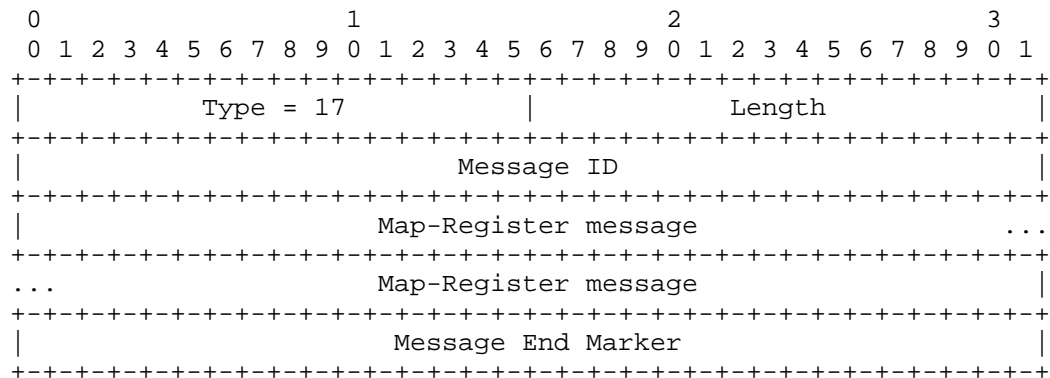 0                   1                   2                   3
 0 1 2 3 4 5 6 7 8 9 0 1 2 3 4 5 6 7 8 9 0 1 2 3 4 5 6 7 8 9 0 1
+-+-+-+-+-+-+-+-+-+-+-+-+-+-+-+-+-+-+-+-+-+-+-+-+-+-+-+-+-+-+-+-+
|           Type = 17           |            Length             |
+-+-+-+-+-+-+-+-+-+-+-+-+-+-+-+-+-+-+-+-+-+-+-+-+-+-+-+-+-+-+-+-+
|                           Message ID                          |
+-+-+-+-+-+-+-+-+-+-+-+-+-+-+-+-+-+-+-+-+-+-+-+-+-+-+-+-+-+-+-+-+
|                      Map-Register message                   ...
+-+-+-+-+-+-+-+-+-+-+-+-+-+-+-+-+-+-+-+-+-+-+-+-+-+-+-+-+-+-+-+-+
...                    Map-Register message                     |
+-+-+-+-+-+-+-+-+-+-+-+-+-+-+-+-+-+-+-+-+-+-+-+-+-+-+-+-+-+-+-+-+
|                       Message End Marker                      |
+-+-+-+-+-+-+-+-+-+-+-+-+-+-+-+-+-+-+-+-+-+-+-+-+-+-+-+-+-+-+-+-+